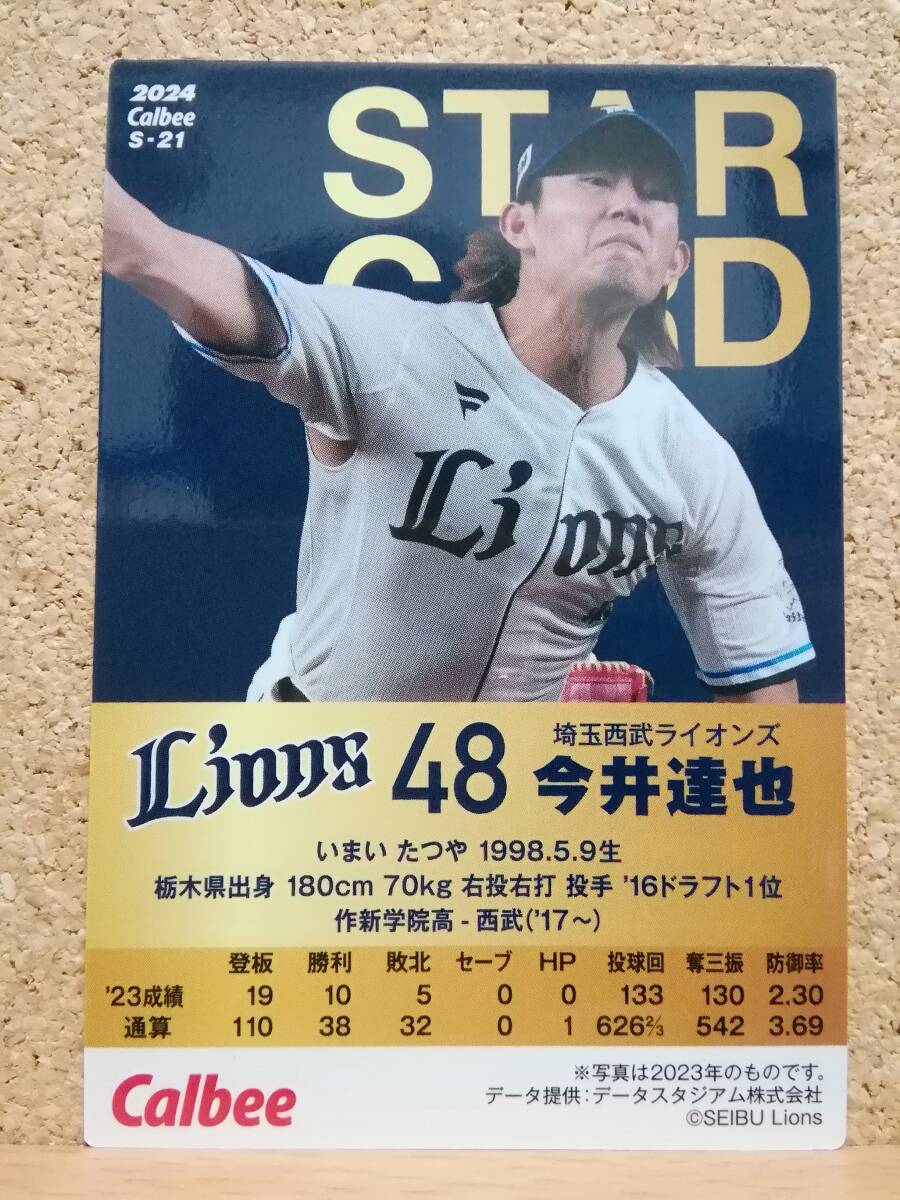 2024
Calbee
S-21
STAR
CARD
Lions
Lions 48 埼玉西武ライオンズ
今井達也
いまい たつや 1998.5.9生
栃木県出身 180cm 70kg 右投右打 投手 '16ドラフト1位
作新学院高-西武('17〜)
登板 勝利 敗北 セーブ HP 投球回 奪三振 防御率
'23成績 19 10 5 0 0 133 130 2.30
通算 110 38 32 0 1 626⅔ 542 3.69
Calbee
※写真は2023年のものです。
データ提供:データスタジアム株式会社
©SEIBU Lions